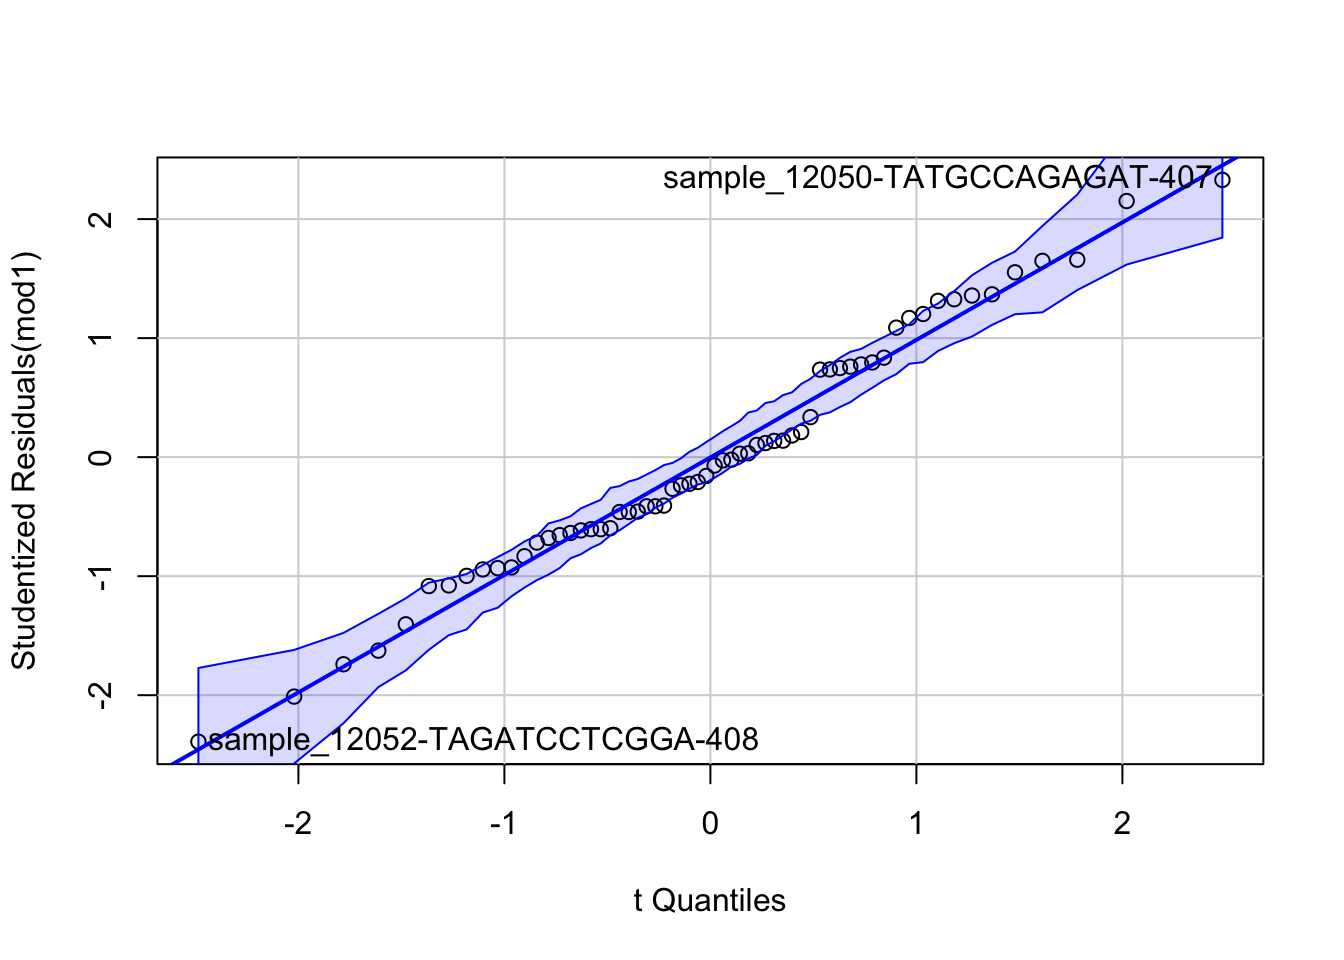 sample_12050-TATGCCAGAGAT-407
Studentized Residuals(mod1)
2
1
0
-1
-2
sample_12052-TAGATCCTCGGA-408
-2 -1 0 1 2
t Quantiles